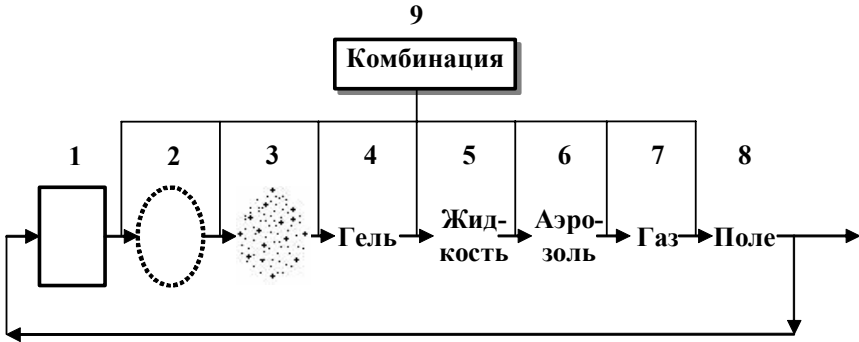 9
Комбинация
1 2 3 4 5 6 7 8
Гель
Жид-
кость
Аэро-
золь
Газ
Поле